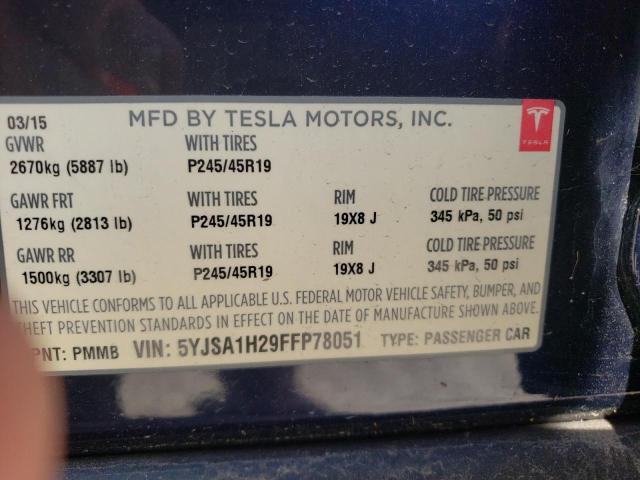 03/15 MFD BY TESLA MOTORS, INC.
TESLA
GVWR WITH TIRES
2670kg (5887 lb) P245/45R19
GAWR FRT WITH TIRES RIM COLD TIRE PRESSURE
1276kg (2813 lb) P245/45R19 19X8 J 345 kPa, 50 psi
GAWR RR WITH TIRES RIM COLD TIRE PRESSURE
1500kg (3307 lb) P245/45R19 19X8 J 345 kPa, 50 psi
THIS VEHICLE CONFORMS TO ALL APPLICABLE U.S. FEDERAL MOTOR VEHICLE SAFETY, BUMPER, AND
THEFT PREVENTION STANDARDS IN EFFECT ON THE DATE OF MANUFACTURE SHOWN ABOVE.
PNT: PMMB VIN: 5YJSA1H29FFP78051 TYPE: PASSENGER CAR